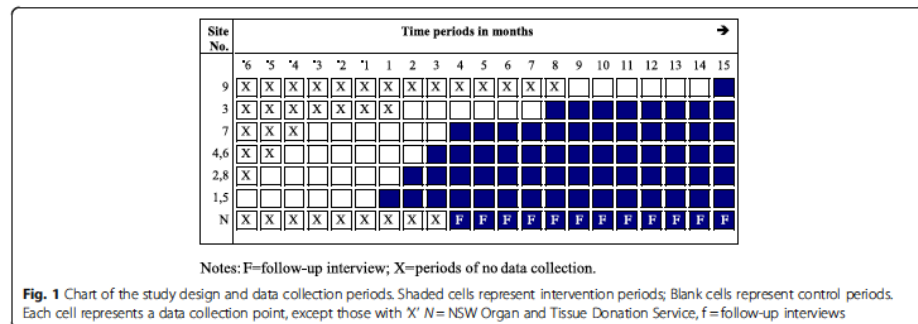 Site No. Time periods in months →
*6 *5 *4 *3 *2 *1 1 2 3 4 5 6 7 8 9 10 11 12 13 14 15
9 X X X X X X X X X X X X X X
3 X X X X X X X
7 X X X
4,6 X X
2,8 X
1,5
N X X X X X X X X X F F F F F F F F F F F F
Notes: F=follow-up interview; X=periods of no data collection.
Fig. 1 Chart of the study design and data collection periods. Shaded cells represent intervention periods; Blank cells represent control periods.
Each cell represents a data collection point, except those with 'X' N = NSW Organ and Tissue Donation Service, f = follow-up interviews